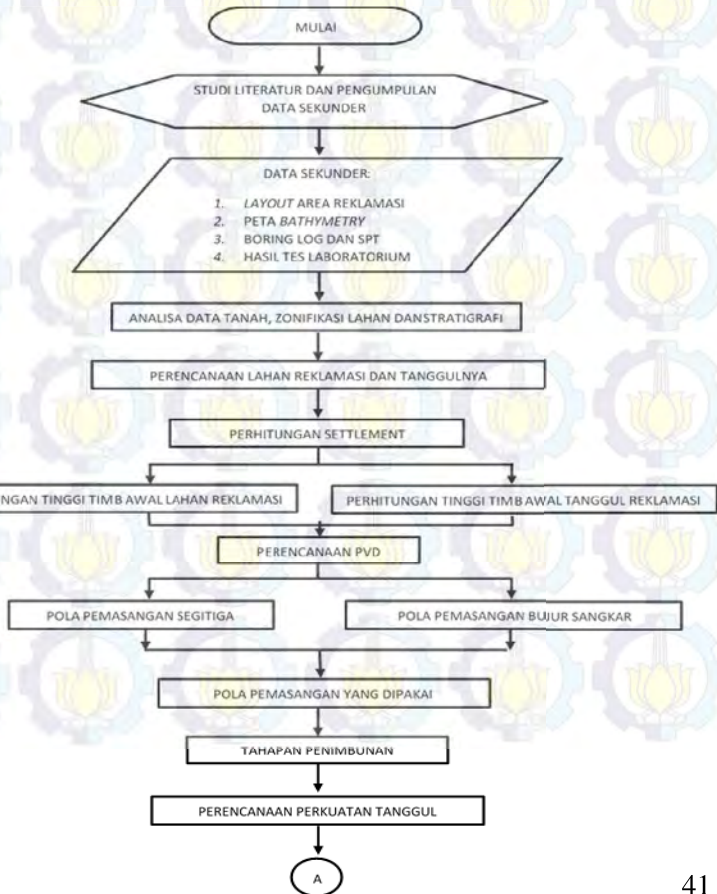 MULAI
STUDI LITERATUR DAN PENGUMPULAN
DATA SEKUNDER
DATA SEKUNDER:
1. LAYOUT AREA REKLAMASI
2. PETA BATHYMETRY
3. BORING LOG DAN SPT
4. HASIL TES LABORATORIUM
ANALISA DATA TANAH, ZONIFIKASI LAHAN DANSTRATIGRAFI
PERENCANAAN LAHAN REKLAMASI DAN TANGGULNYA
PERHITUNGAN SETTLEMENT
NGAN TINGGI TIMB AWAL LAHAN REKLAMASI
PERHITUNGAN TINGGI TIMB AWAL TANGGUL REKLAMASI
PERENCANAAN PVD
POLA PEMASANGAN SEGITIGA
POLA PEMASANGAN BUJUR SANGKAR
POLA PEMASANGAN YANG DIPAKAI
TAHAPAN PENIMBUNAN
PERENCANAAN PERKUATAN TANGGUL
A
41